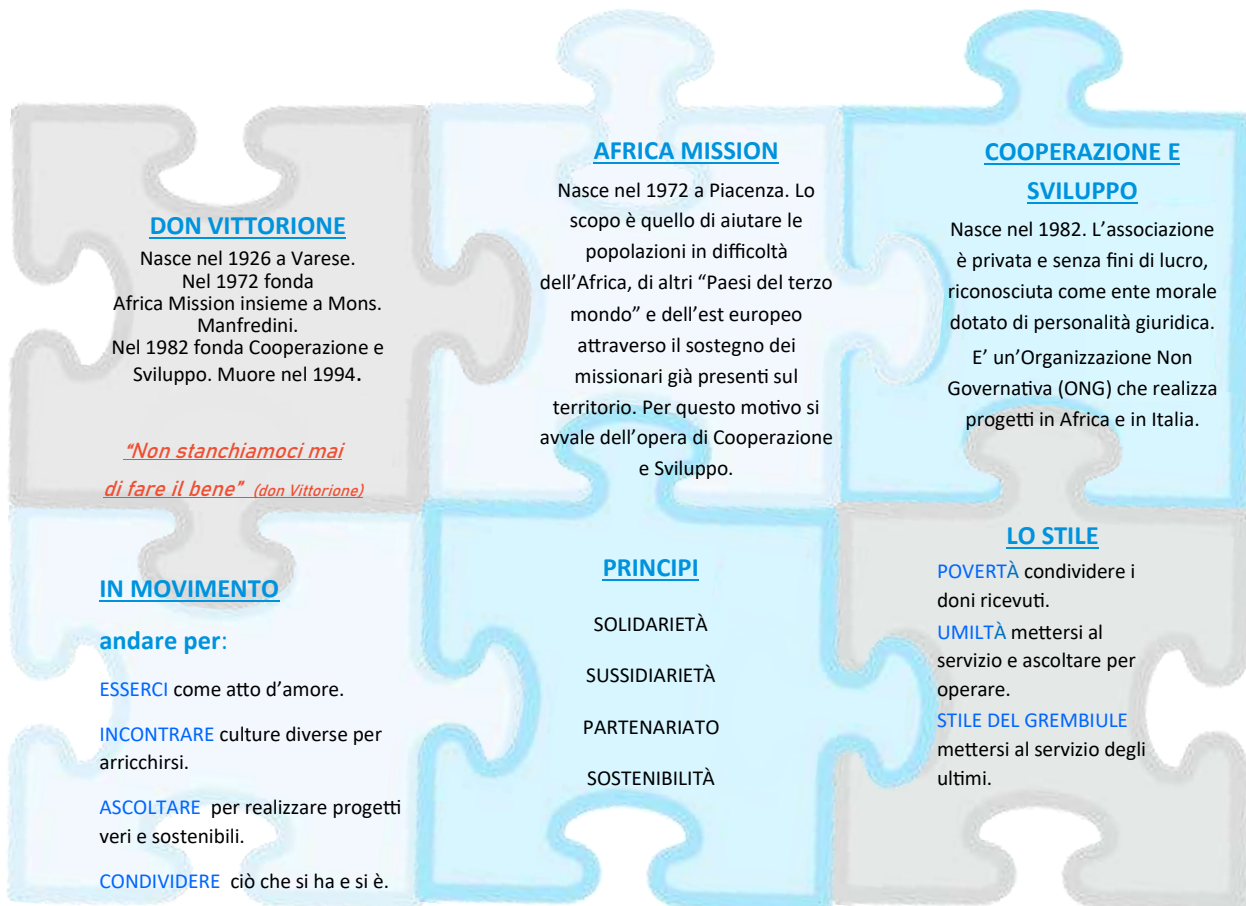 DON VITTORIONE
Nasce nel 1926 a Varese.
Nel 1972 fonda
Africa Mission insieme a Mons.
Manfredini.
Nel 1982 fonda Cooperazione e
Sviluppo. Muore nel 1994.
“Non stanchiamoci mai
di fare il bene” (don Vittorione)
AFRICA MISSION
Nasce nel 1972 a Piacenza. Lo
scopo è quello di aiutare le
popolazioni in difficoltà
dell’Africa, di altri “Paesi del terzo
mondo” e dell’est europeo
attraverso il sostegno dei
missionari già presenti sul
territorio. Per questo motivo si
avvale dell’opera di Cooperazione
e Sviluppo.
COOPERAZIONE E
SVILUPPO
Nasce nel 1982. L’associazione
è privata e senza fini di lucro,
riconosciuta come ente morale
dotato di personalità giuridica.
E’ un’Organizzazione Non
Governativa (ONG) che realizza
progetti in Africa e in Italia.
IN MOVIMENTO
andare per:
ESSERCI come atto d’amore.
INCONTRARE culture diverse per
arricchirsi.
ASCOLTARE per realizzare progetti
veri e sostenibili.
CONDIVIDERE ciò che si ha e si è.
PRINCIPI
SOLIDARIETÀ
SUSSIDIARIETÀ
PARTENARIATO
SOSTENIBILITÀ
LO STILE
POVERTÀ condividere i
doni ricevuti.
UMILTÀ mettersi al
servizio e ascoltare per
operare.
STILE DEL GREMBIULE
mettersi al servizio degli
ultimi.